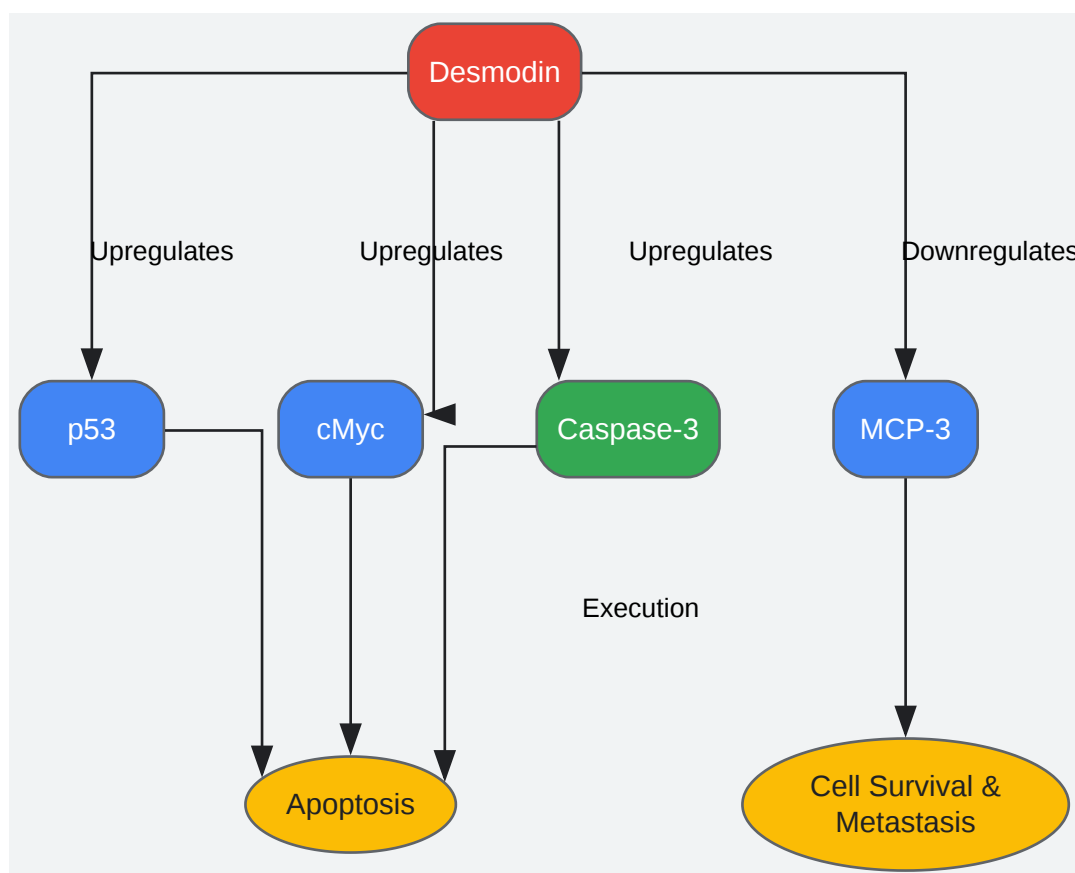 Desmodin
Upregulates
Upregulates
Upregulates
Downregulates
p53
cMyc
Caspase-3
MCP-3
Execution
Apoptosis
Cell Survival &
Metastasis